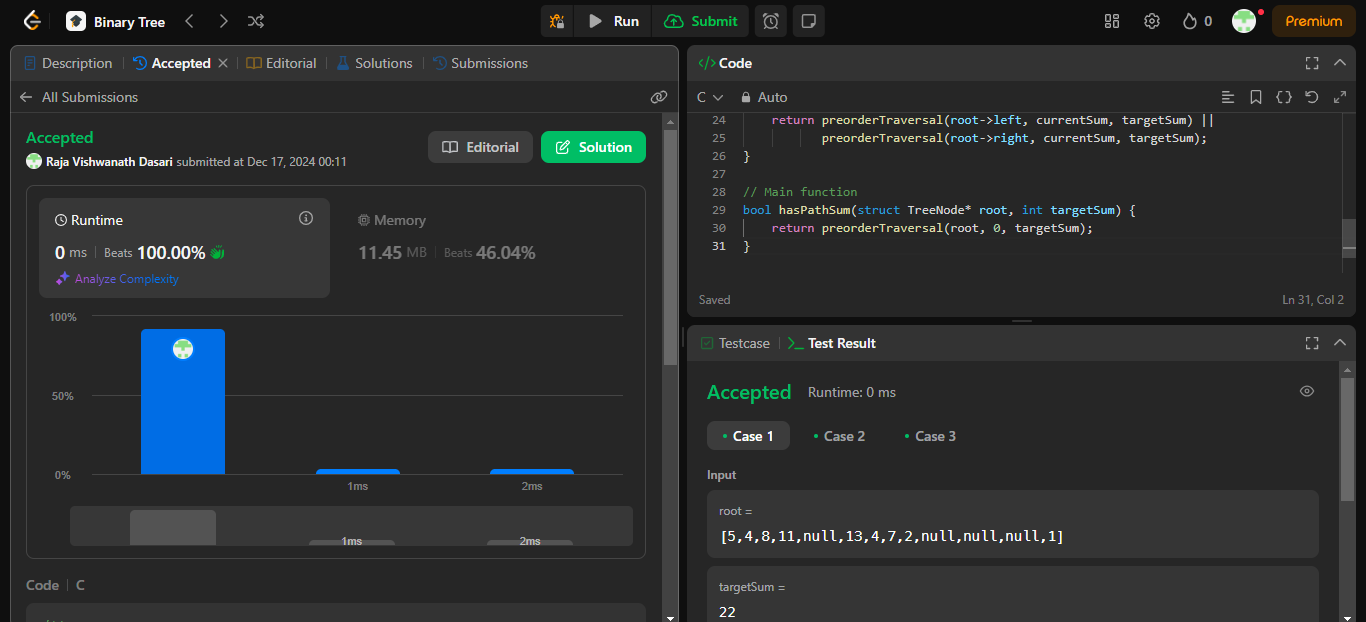 Binary Tree
Run
Submit
0
Premium
Description
Accepted
Editorial
Solutions
Submissions
All Submissions
Accepted
Raja Vishwanath Dasari submitted at Dec 17, 2024 00:11
Editorial
Solution
Runtime
0 ms
Beats 100.00%
Analyze Complexity
Memory
11.45 MB
Beats 46.04%
100%
50%
0%
1ms
2ms
1ms
2ms
Code
C
</> Code
C
Auto
24 return preorderTraversal(root->left, currentSum, targetSum) ||
25 preorderTraversal(root->right, currentSum, targetSum);
26 }
27
28 // Main function
29 bool hasPathSum(struct TreeNode* root, int targetSum) {
30 return preorderTraversal(root, 0, targetSum);
31 }
Saved
Ln 31, Col 2
Testcase
Test Result
Accepted
Runtime: 0 ms
Case 1
Case 2
Case 3
Input
root =
[5,4,8,11,null,13,4,7,2,null,null,null,1]
targetSum =
22